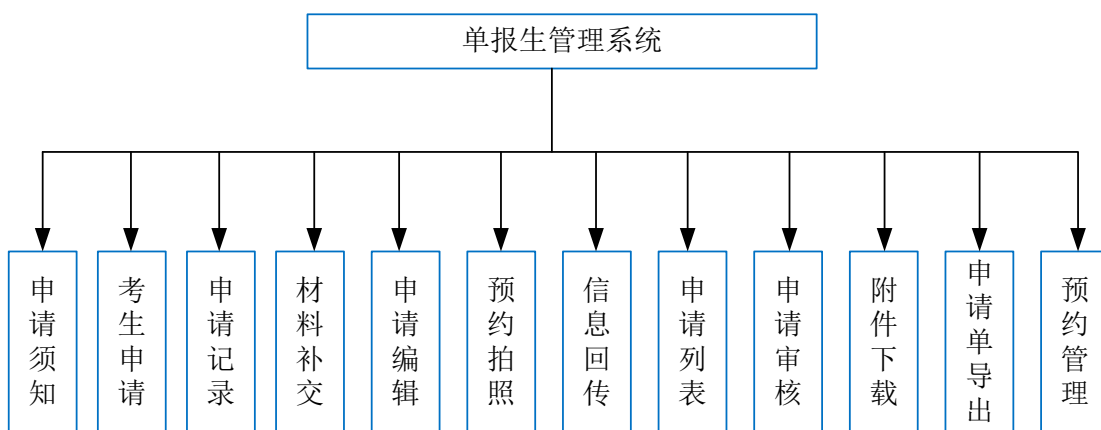 单报生管理系统
申请须知
考生申请
申请记录
材料补交
申请编辑
预约拍照
信息回传
申请列表
申请审核
附件下载
申请单导出
预约管理